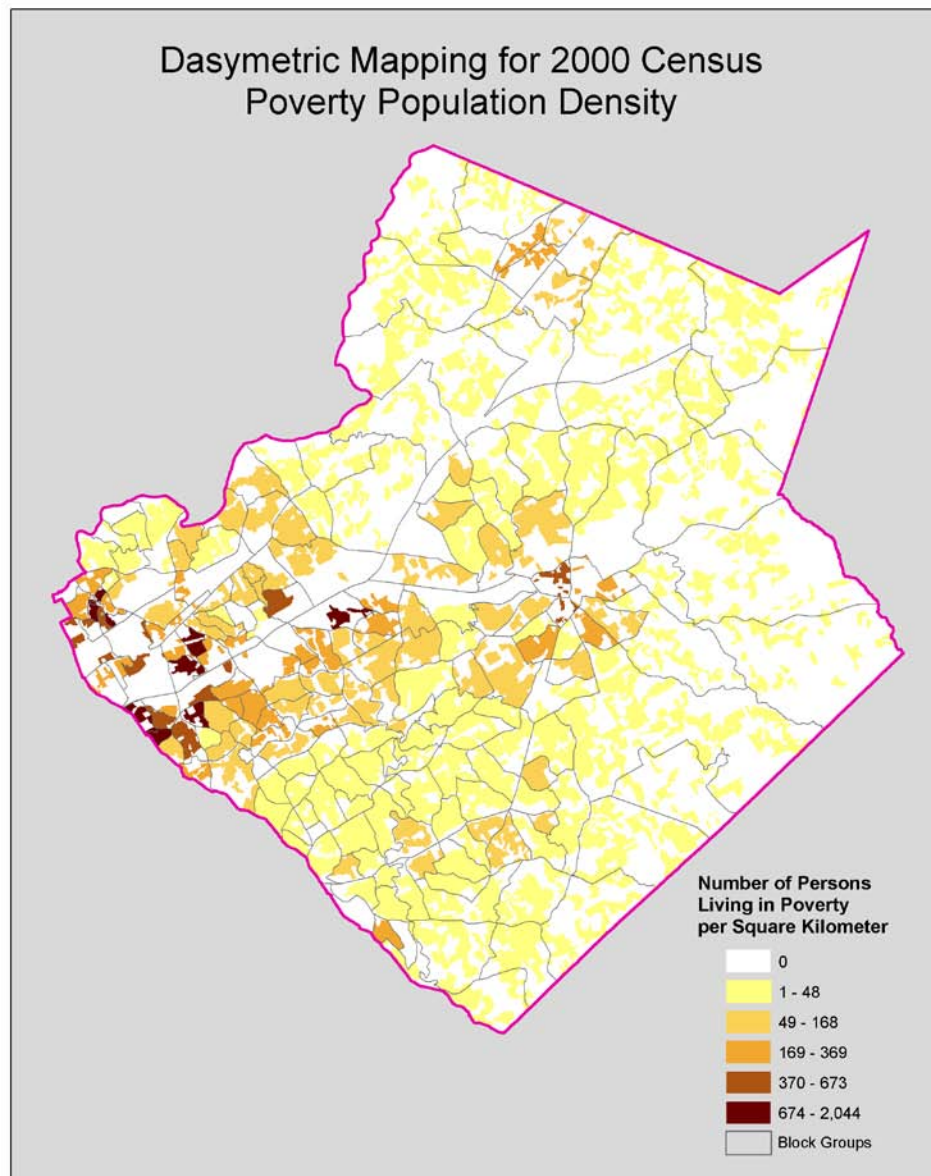 Dasymetric Mapping for 2000 Census
Poverty Population Density
Number of Persons
Living in Poverty
per Square Kilometer
0
1 - 48
49 - 168
169 - 369
370 - 673
674 - 2,044
Block Groups